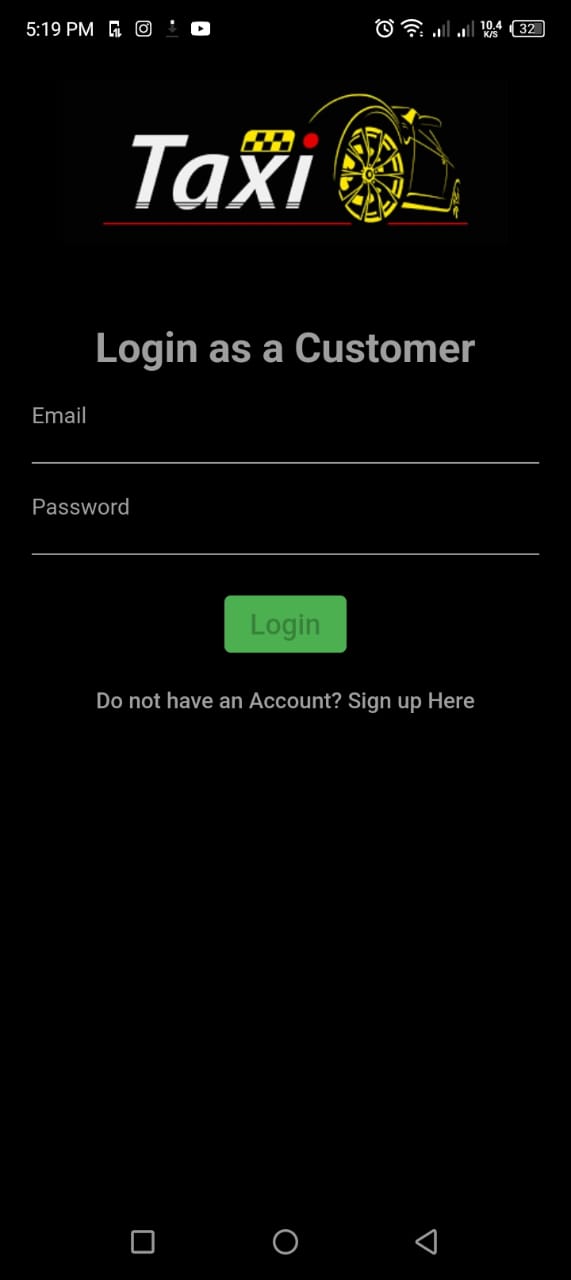 5:19 PM 10.4 K/S 32
Taxi
Login as a Customer
Email
Password
Login
Do not have an Account? Sign up Here